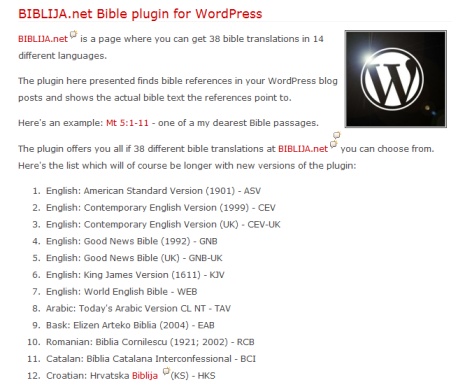 BIBLIJA.net Bible plugin for WordPress
BIBLIJA.net is a page where you can get 38 bible translations in 14
different languages.
The plugin here presented finds bible references in your WordPress blog
posts and shows the actual bible text the references point to.
Here's an example: Mt 5:1-11 - one of a my dearest Bible passages.
The plugin offers you all if 38 different bible translations at BIBLIJA.net you can choose from.
Here's the list which will of course be longer with new versions of the plugin:
1. English: American Standard Version (1901) - ASV
2. English: Contemporary English Version (1999) - CEV
3. English: Contemporary English Version (UK) - CEV-UK
4. English: Good News Bible (1992) - GNB
5. English: Good News Bible (UK) - GNB-UK
6. English: King James Version (1611) - KJV
7. English: World English Bible - WEB
8. Arabic: Today's Arabic Version CL NT - TAV
9. Bask: Elizen Arteko Biblia (2004) - EAB
10. Romanian: Biblia Cornilescu (1921; 2002) - RCB
11. Catalan: Bíblia Catalana Interconfessional - BCI
12. Croatian: Hrvatska Biblija (KS) - HKS